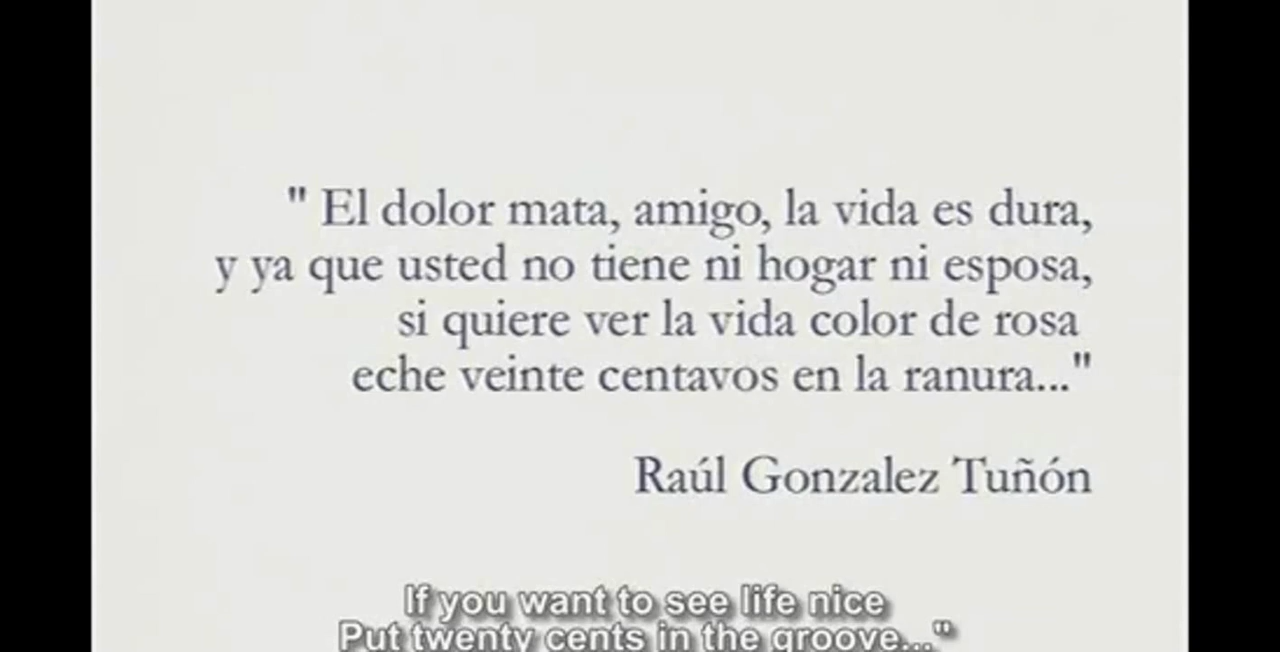 " El dolor mata, amigo, la vida es dura,
y ya que usted no tiene ni hogar ni esposa,
si quiere ver la vida color de rosa
eche veinte centavos en la ranura..."
Raúl Gonzalez Tuñón
If you want to see life nice
Put twenty cents in the groove..."